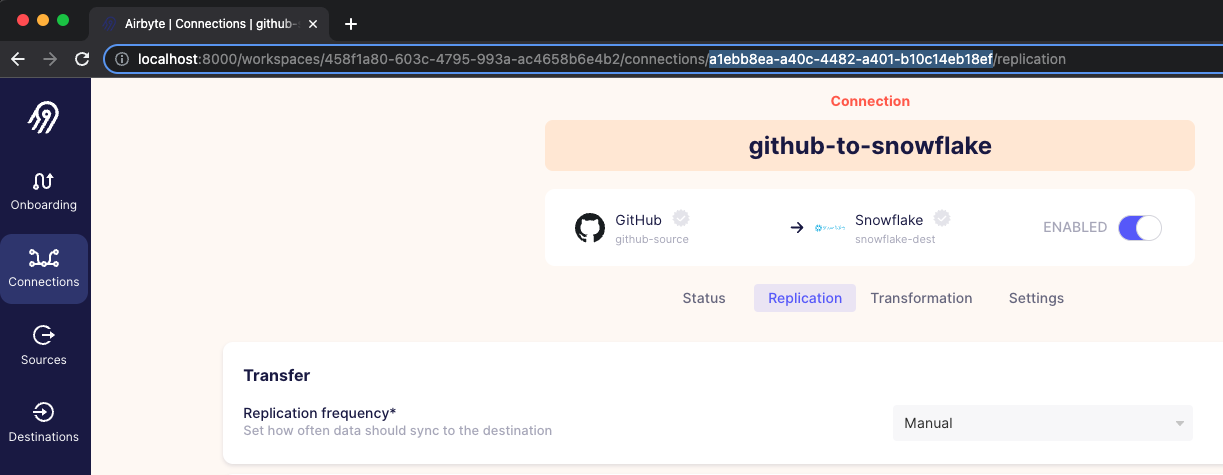 Airbyte | Connections | github-
localhost:8000/workspaces/458f1a80-603c-4795-993a-ac4658b6e4b2/connections/a1ebb8ea-a40c-4482-a401-b10c14eb18ef/replication
Connection
github-to-snowflake
Onboarding
GitHub
github-source
Snowflake
snowflake-dest
ENABLED
Connections
Status
Replication
Transformation
Settings
Sources
Transfer
Replication frequency*
Set how often data should sync to the destination
Manual
Destinations